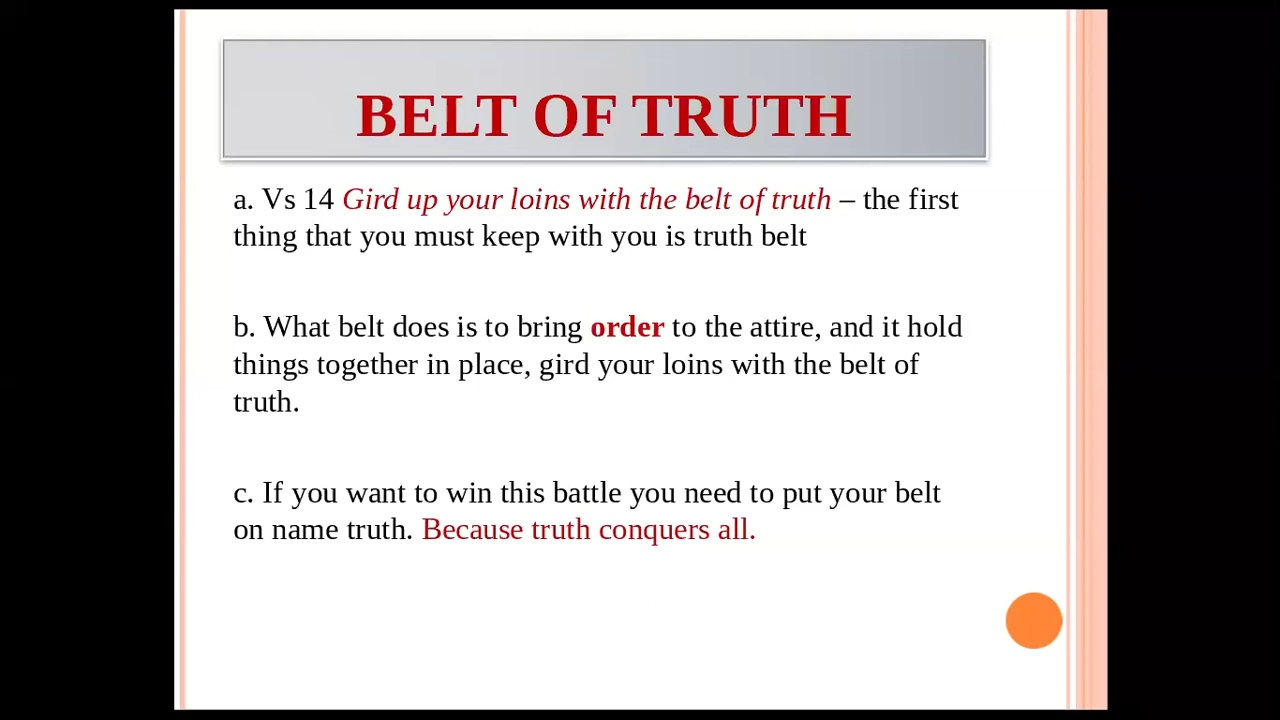 BELT OF TRUTH
a. Vs 14 Gird up your loins with the belt of truth – the first
thing that you must keep with you is truth belt
b. What belt does is to bring order to the attire, and it hold
things together in place, gird your loins with the belt of
truth.
c. If you want to win this battle you need to put your belt
on name truth. Because truth conquers all.